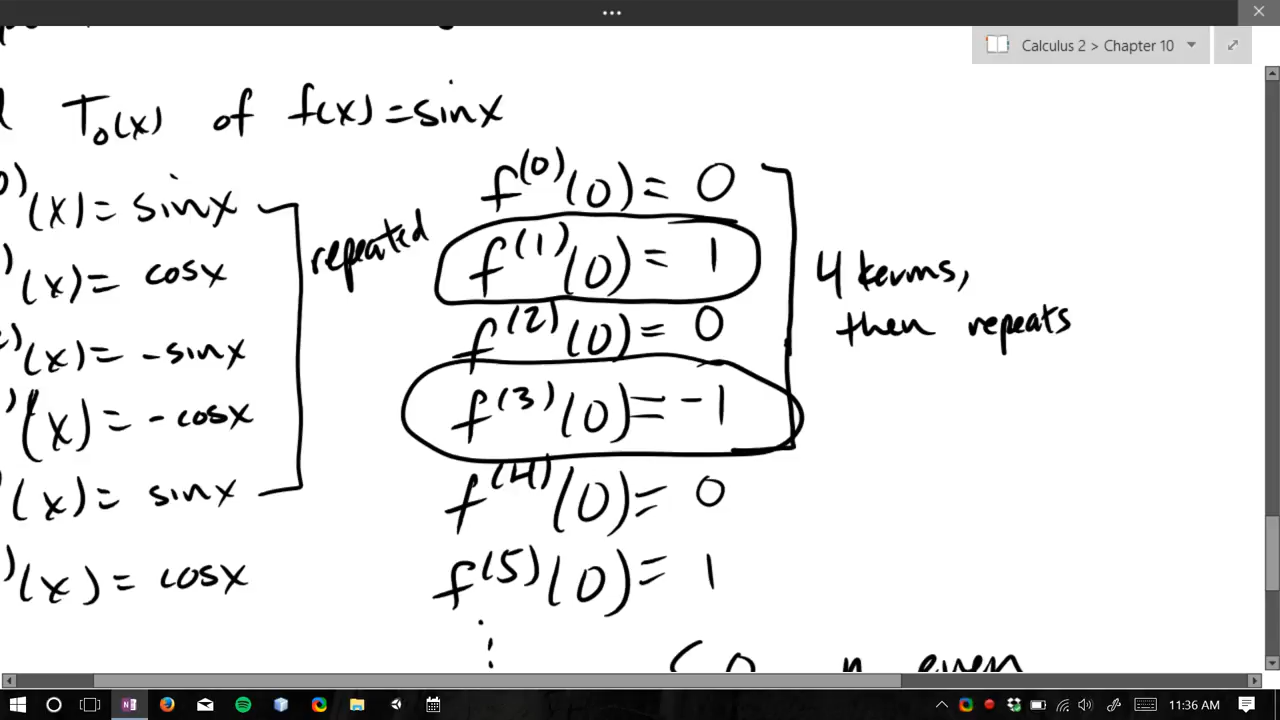 Calculus 2 > Chapter 10
T₀(x) of f(x)=sinx
(x)= sinx
(x)= cosx
(x)= -sinx
(x)= -cosx
(x)= sinx
(x) = cosx
repeated
f⁽⁰⁾(0)= 0
f⁽¹⁾(0)= 1
f⁽²⁾(0)= 0
f⁽³⁾(0)= -1
f⁽⁴⁾(0)= 0
f⁽⁵⁾(0)= 1
⋮
4 terms,
then repeats
{0 n even
11:36 AM